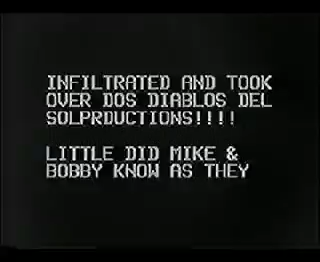 INFILTRATED AND TOOK
OVER DOS DIABLOS DEL
SOLPRDUCTIONS!!!!
LITTLE DID MIKE &
BOBBY KNOW AS THEY